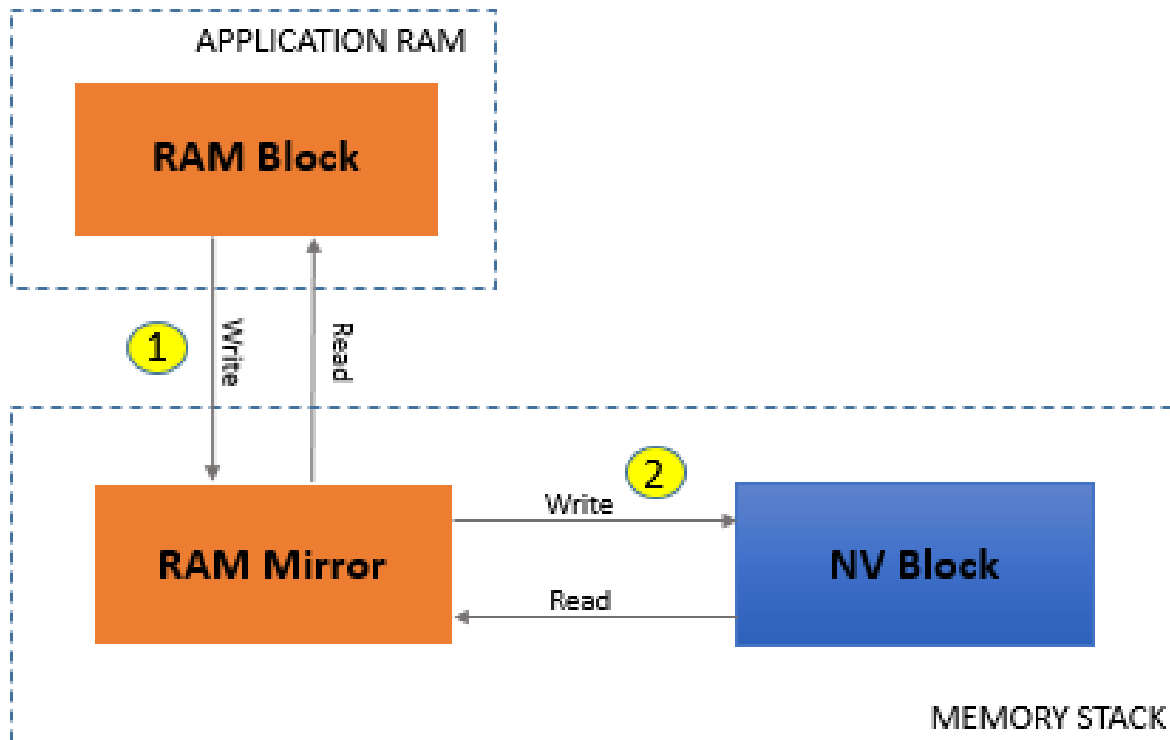 APPLICATION RAM
RAM Block
1
Write
Read
2
Write
RAM Mirror
NV Block
Read
MEMORY STACK